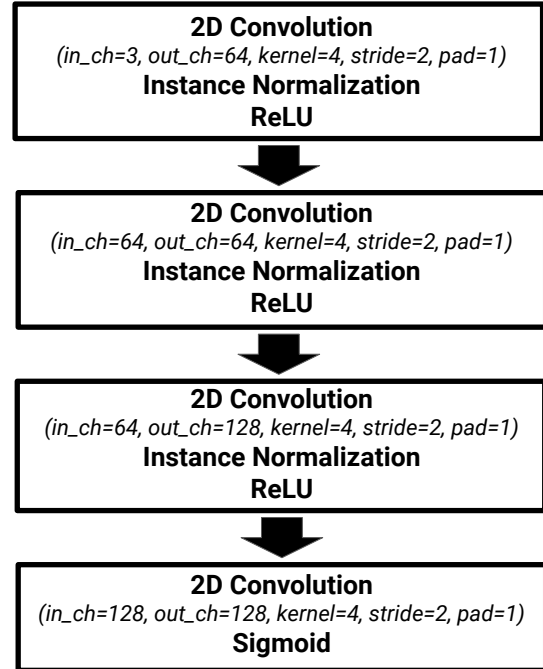 2D Convolution
(in_ch=3, out_ch=64, kernel=4, stride=2, pad=1)
Instance Normalization
ReLU
2D Convolution
(in_ch=64, out_ch=64, kernel=4, stride=2, pad=1)
Instance Normalization
ReLU
2D Convolution
(in_ch=64, out_ch=128, kernel=4, stride=2, pad=1)
Instance Normalization
ReLU
2D Convolution
(in_ch=128, out_ch=128, kernel=4, stride=2, pad=1)
Sigmoid